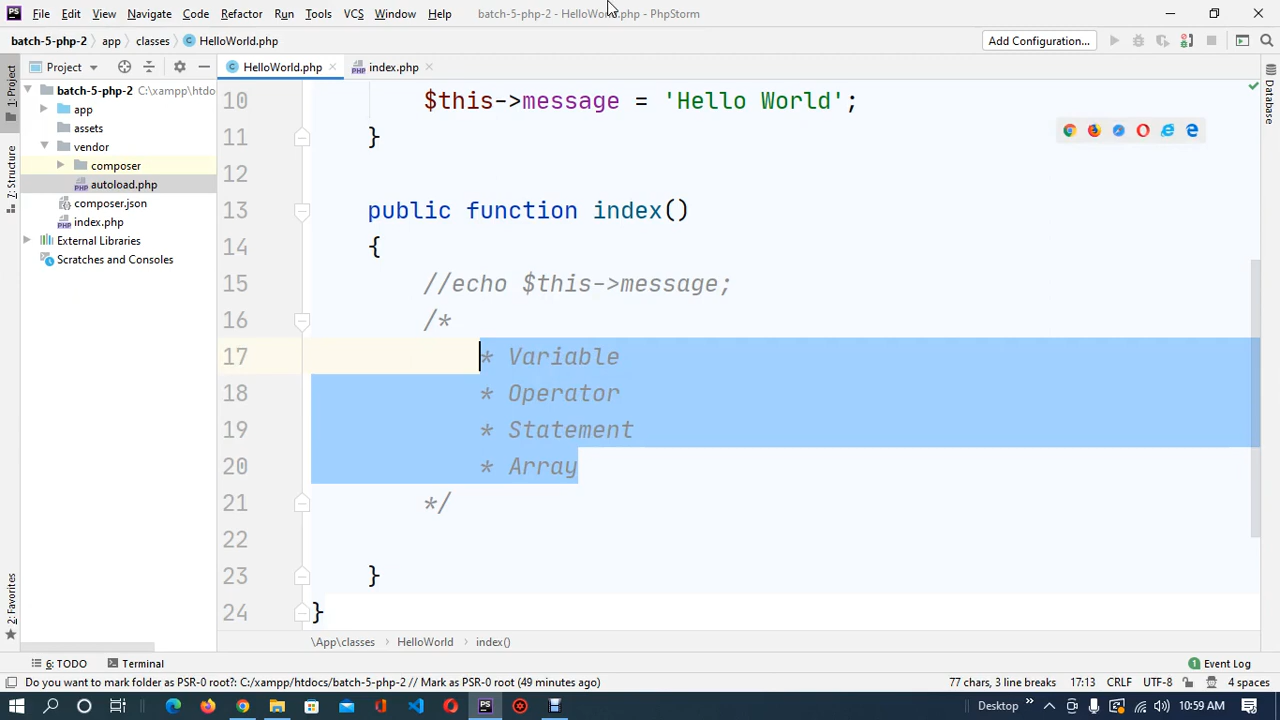 File Edit View Navigate Code Refactor Run Tools VCS Window Help batch-5-php-2 - HelloWorld.php - PhpStorm
batch-5-php-2 app classes HelloWorld.php Add Configuration...
Project HelloWorld.php index.php
1: Project
Z: Structure
2: Favorites
Database
batch-5-php-2 C:\xampp\htdo
app
assets
vendor
composer
autoload.php
composer.json
index.php
External Libraries
Scratches and Consoles
10 $this->message = 'Hello World';
11 }
12
13 public function index()
14 {
15 //echo $this->message;
16 /*
17 * Variable
18 * Operator
19 * Statement
20 * Array
21 */
22
23 }
24 }
\App\classes HelloWorld index()
6: TODO Terminal 1 Event Log
Do you want to mark folder as PSR-0 root?: C:/xampp/htdocs/batch-5-php-2 // Mark as PSR-0 root (49 minutes ago) 77 chars, 3 line breaks 17:13 CRLF UTF-8 4 spaces
Desktop 10:59 AM